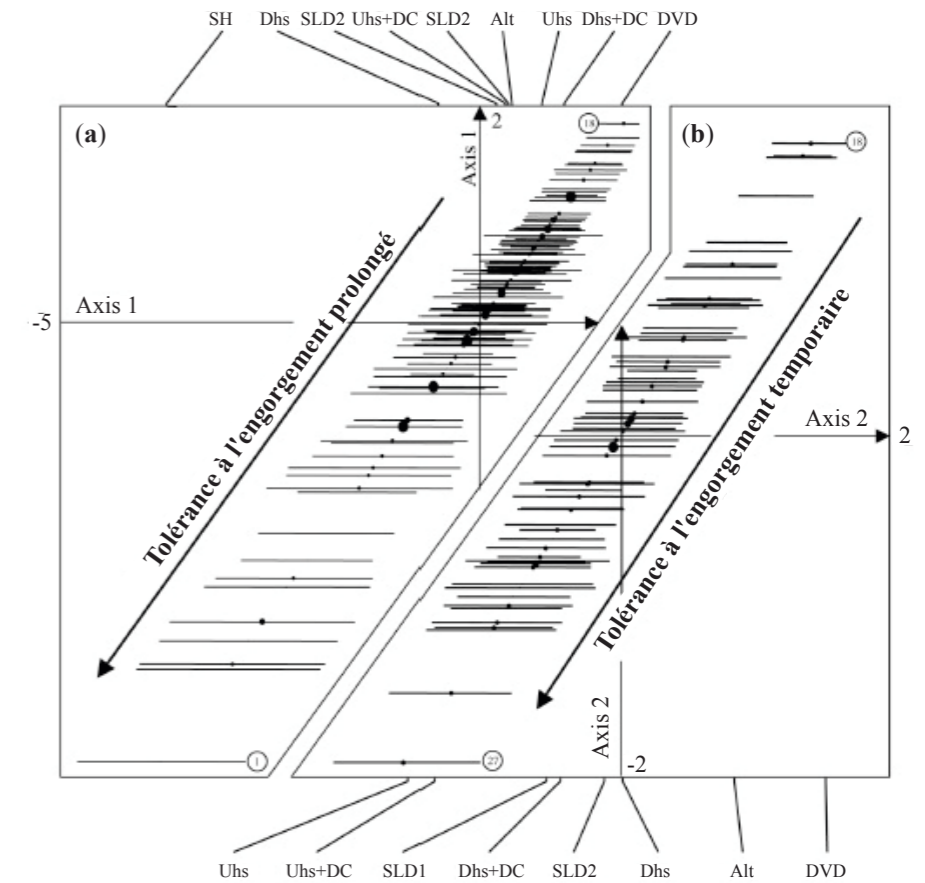 SH Dhs SLD2 Uhs+DC SLD2 Alt Uhs Dhs+DC DVD
(a)
2
18
(b)
18
Axis 1
Tolérance à l'engorgement prolongé
-5
Axis 1
Tolérance à l'engorgement temporaire
Axis 2
2
Axis 2
-2
1
27
Uhs Uhs+DC SLD1 Dhs+DC SLD2 Dhs Alt DVD